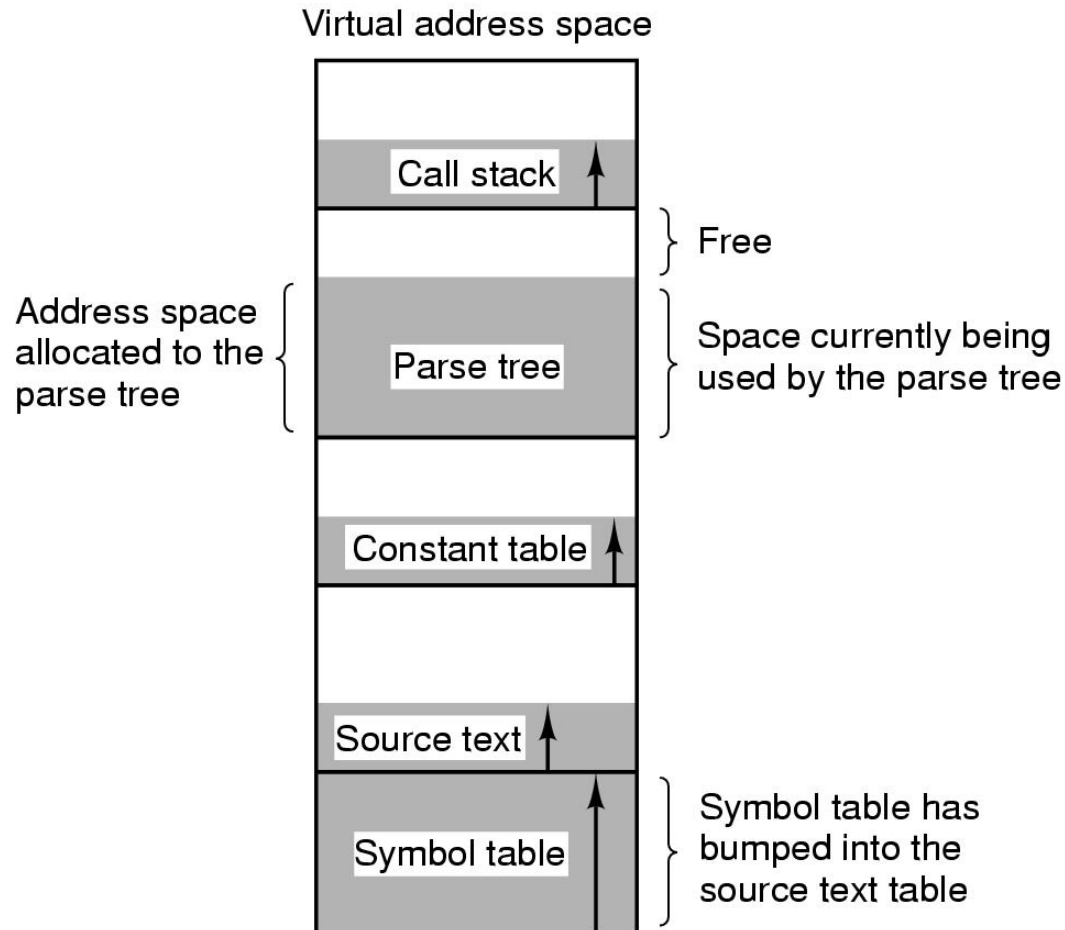 Virtual address space
Call stack
Free
Address space
allocated to the
parse tree
Parse tree
Space currently being
used by the parse tree
Constant table
Source text
Symbol table
Symbol table has
bumped into the
source text table